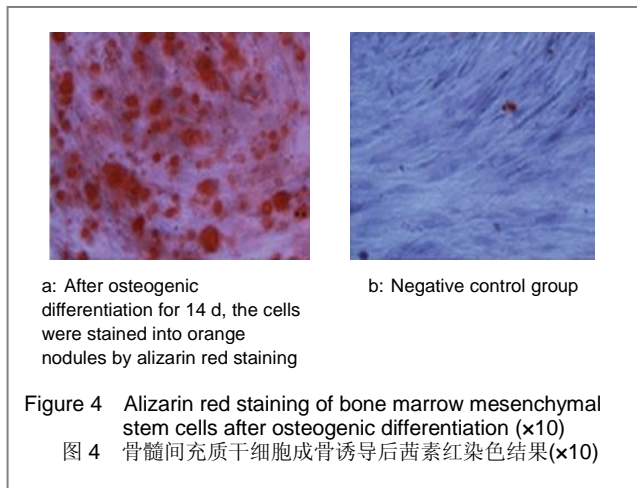 a: After osteogenic
differentiation for 14 d, the cells
were stained into orange
nodules by alizarin red staining
b: Negative control group
Figure 4 Alizarin red staining of bone marrow mesenchymal
stem cells after osteogenic differentiation (×10)
图 4 骨髓间充质干细胞成骨诱导后茜素红染色结果(×10)